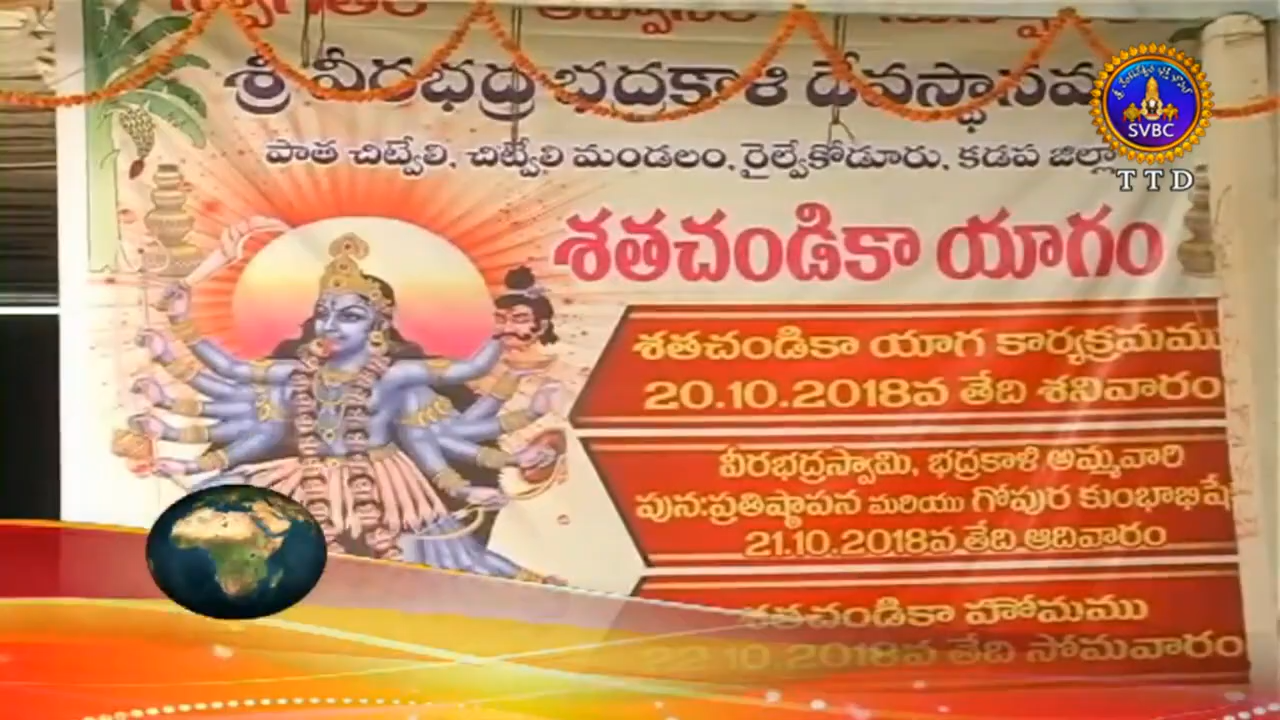 శ్రీ వీరభద్ర భద్రకాళి దేవస్థానము
పాత చిట్వేలి, చిట్వేలి మండలం, రైల్వేకోడూరు, కడప జిల్లా
SVBC
TTD
శతచండికా యాగం
శతచండికా యాగ కార్యక్రమము
20.10.2018వ తేది శనివారం
వీరభద్రస్వామి, భద్రకాళి అమ్మవారి
పున:ప్రతిష్ఠాపన మరియు గోపుర కుంభాభిషే
21.10.2018వ తేది ఆదివారం
శతచండికా హోమము
22.10.2018వ తేది సోమవారం